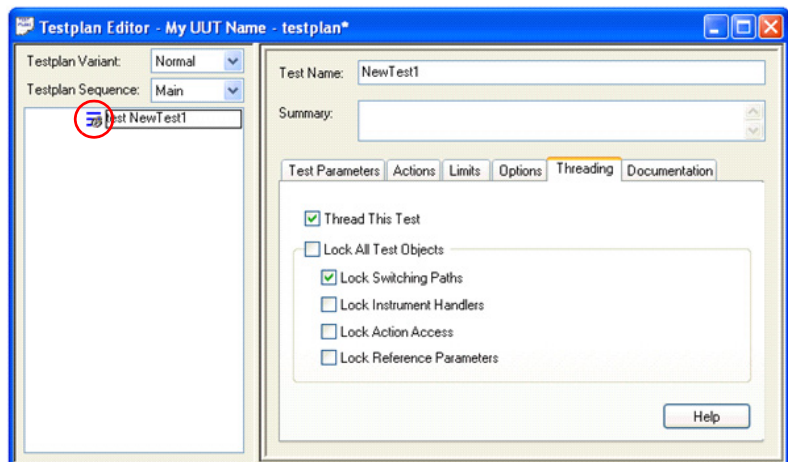 Testplan Editor - My UUT Name - testplan*
Testplan Variant: Normal
Testplan Sequence: Main
test NewTest1
Test Name: NewTest1
Summary:
Test Parameters Actions Limits Options Threading Documentation
Thread This Test
Lock All Test Objects
Lock Switching Paths
Lock Instrument Handlers
Lock Action Access
Lock Reference Parameters
Help